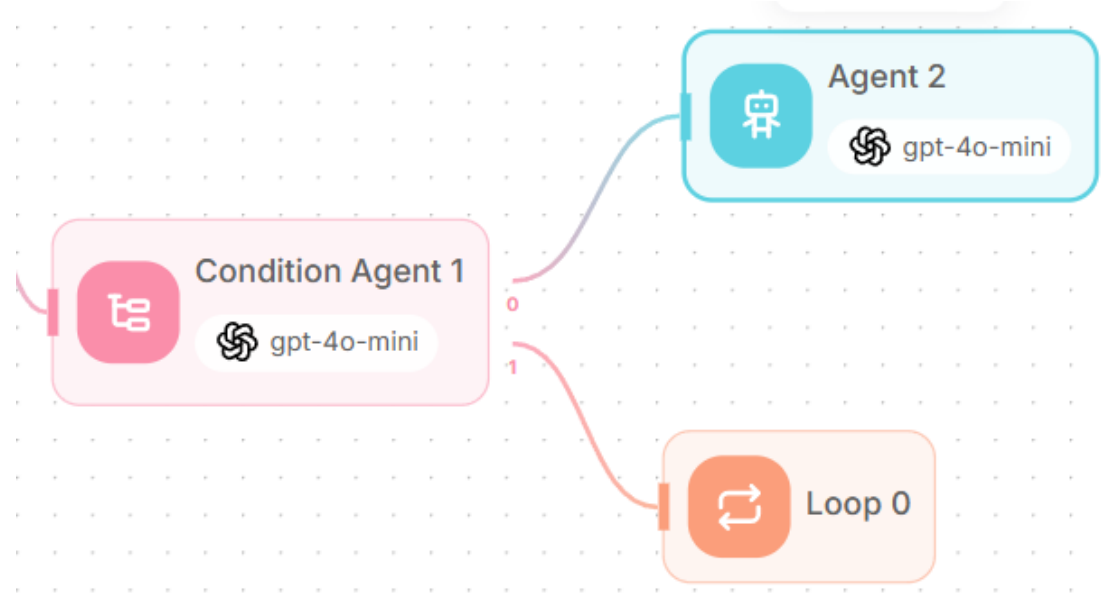 Agent 2
gpt-4o-mini
Condition Agent 1
gpt-4o-mini
0
1
Loop 0